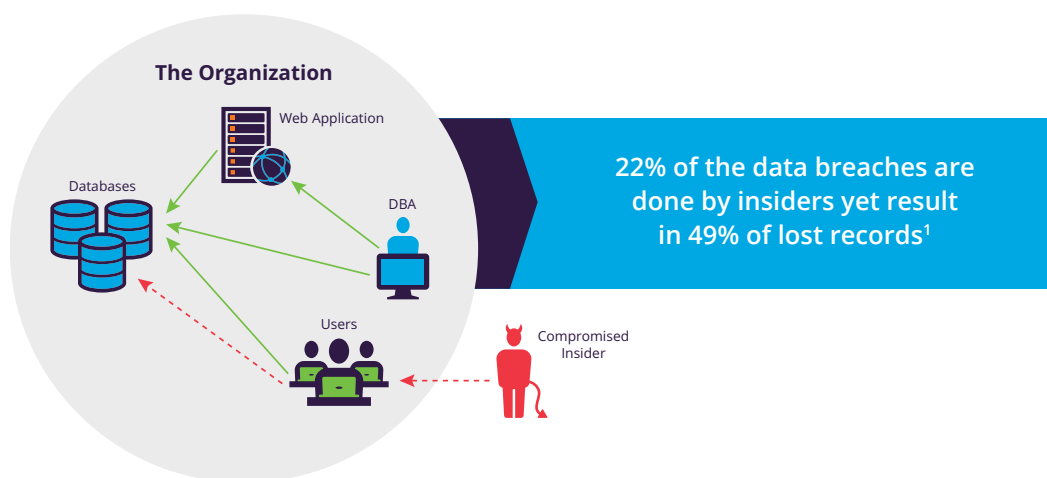 The Organization
Web Application
Databases
DBA
Users
Compromised
Insider
22% of the data breaches are
done by insiders yet result
in 49% of lost records¹